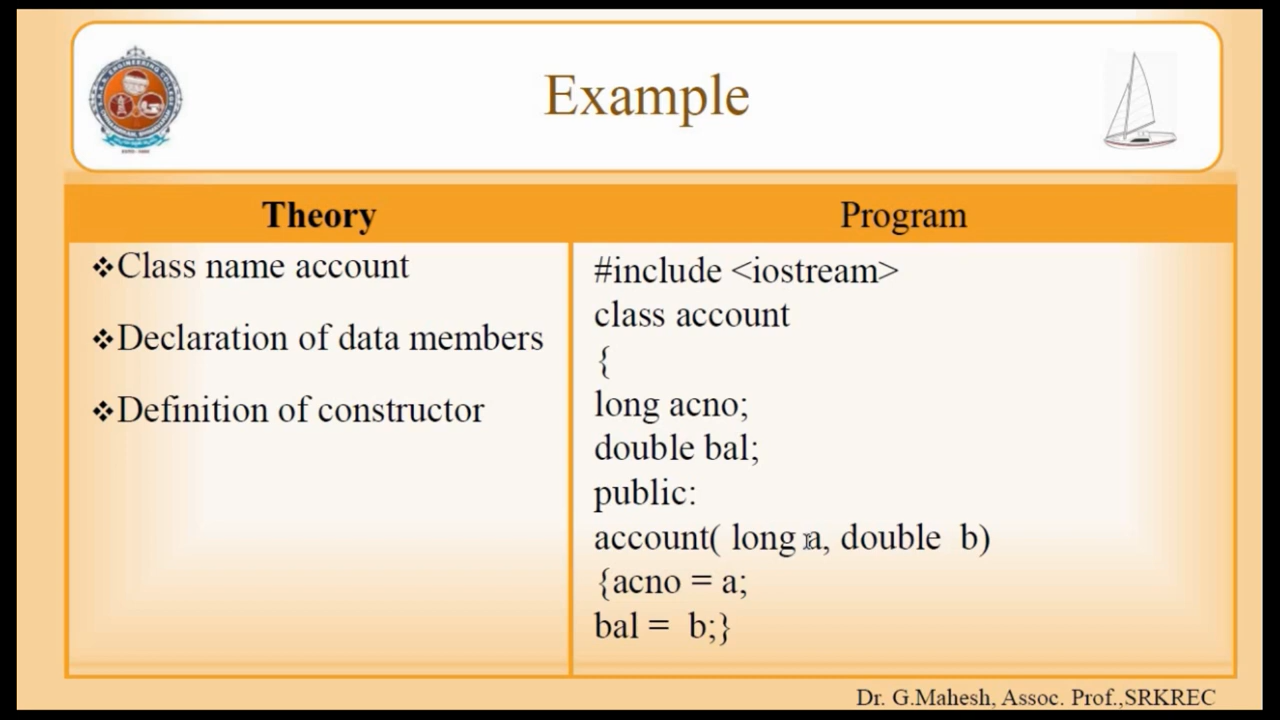 Example
Theory
Program
❖Class name account
❖Declaration of data members
❖Definition of constructor
#include <iostream>
class account
{
long acno;
double bal;
public:
account( long a, double  b)
{acno = a;
bal =  b;}
Dr. G.Mahesh, Assoc. Prof.,SRKREC